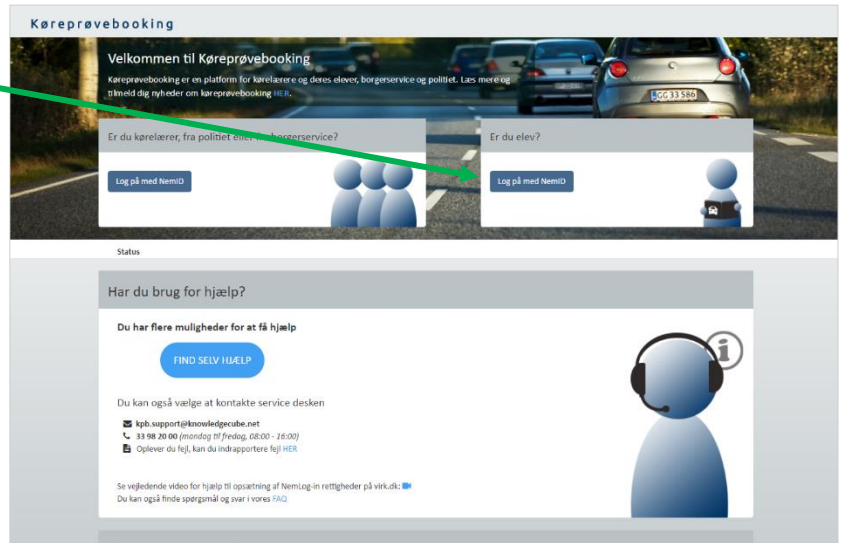 Køreprøvebooking
Velkommen til Køreprøvebooking
Køreprøvebooking er en platform for kørelærere og deres elever, borgerservice og politiet. Læs mere og
tilmeld dig nyheder om køreprøvebooking HER.
Er du kørelærer, fra politiet eller fra borgerservice?
Log på med NemID
Er du elev?
Log på med NemID
GG 33 586
Status
Har du brug for hjælp?
Du har flere muligheder for at få hjælp
FIND SELV HJÆLP
Du kan også vælge at kontakte service desken
kpb.support@knowledgecube.net
33 98 20 00 (mandag til fredag, 08:00 - 16:00)
Oplever du fejl, kan du indrapportere fejl HER
Se vejledende video for hjælp til opsætning af NemLog-in rettigheder på virk.dk:
Du kan også finde spørgsmål og svar i vores FAQ